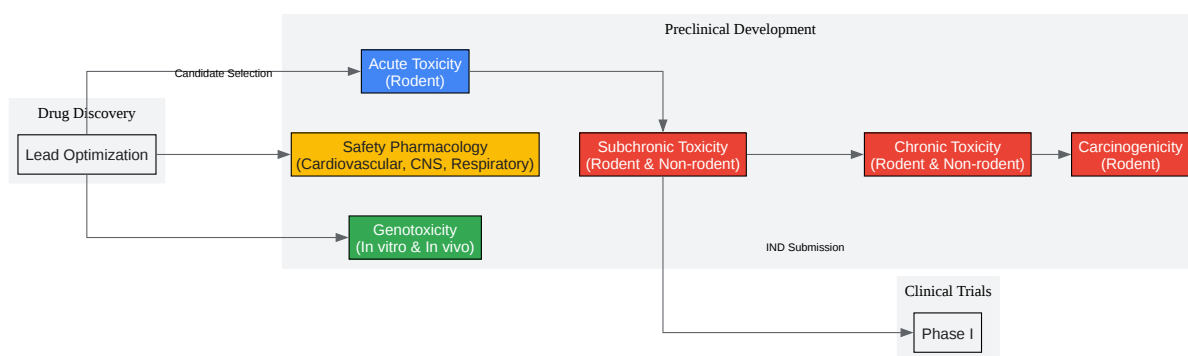 Preclinical Development
Acute Toxicity
(Rodent)
Candidate Selection
Drug Discovery
Lead Optimization
Safety Pharmacology
(Cardiovascular, CNS, Respiratory)
Subchronic Toxicity
(Rodent & Non-rodent)
Chronic Toxicity
(Rodent & Non-rodent)
Carcinogenicity
(Rodent)
Genotoxicity
(In vitro & In vivo)
IND Submission
Clinical Trials
Phase I